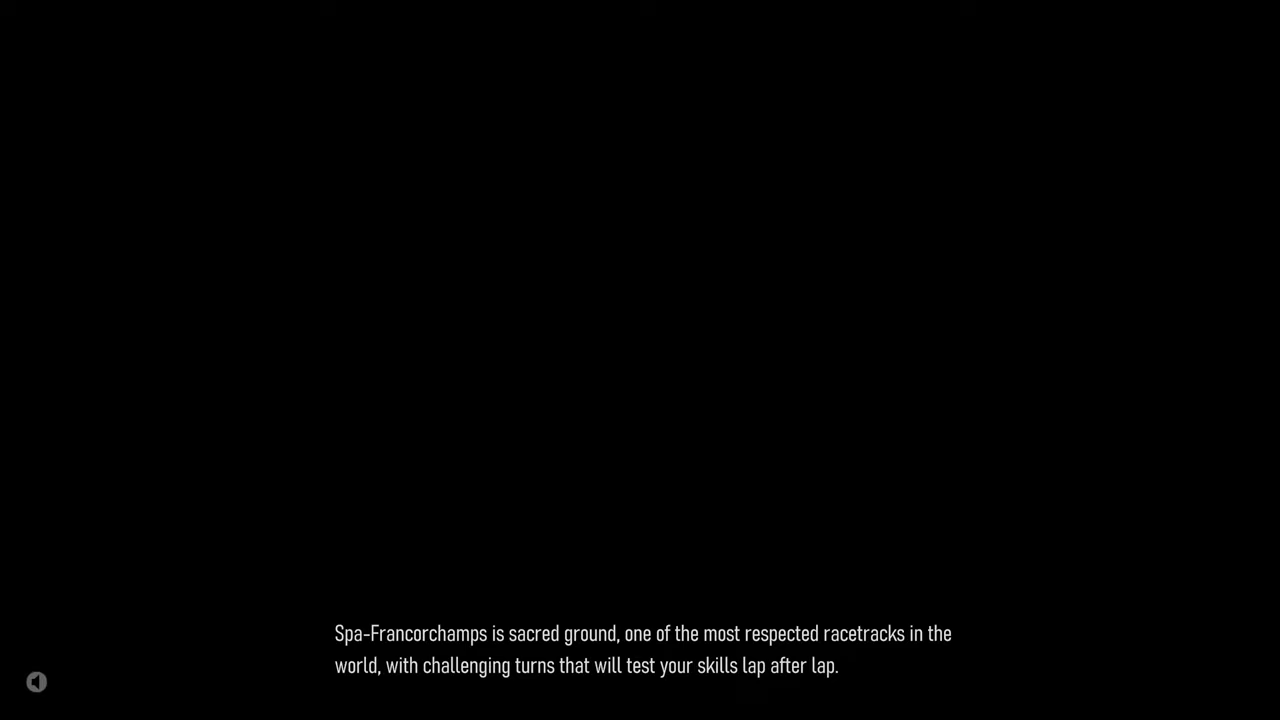 Spa-Francorchamps is sacred ground, one of the most respected racetracks in the
world, with challenging turns that will test your skills lap after lap.